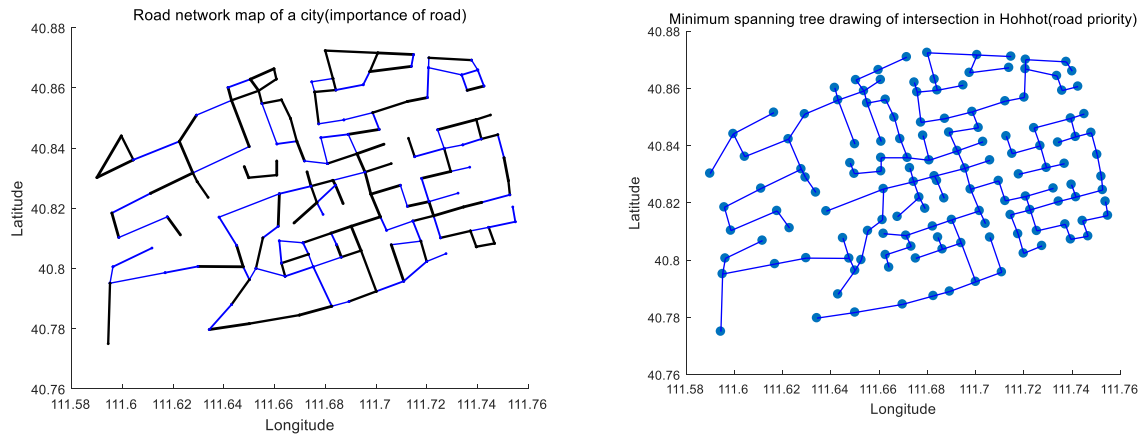 Road network map of a city(importance of road)
40.88
40.86
40.84
40.82
40.8
40.78
40.76
Latitude
111.58 111.6 111.62 111.64 111.66 111.68 111.7 111.72 111.74 111.76
Longitude
Minimum spanning tree drawing of intersection in Hohhot(road priority)
40.88
40.86
40.84
40.82
40.8
40.78
40.76
Latitude
111.58 111.6 111.62 111.64 111.66 111.68 111.7 111.72 111.74 111.76
Longitude